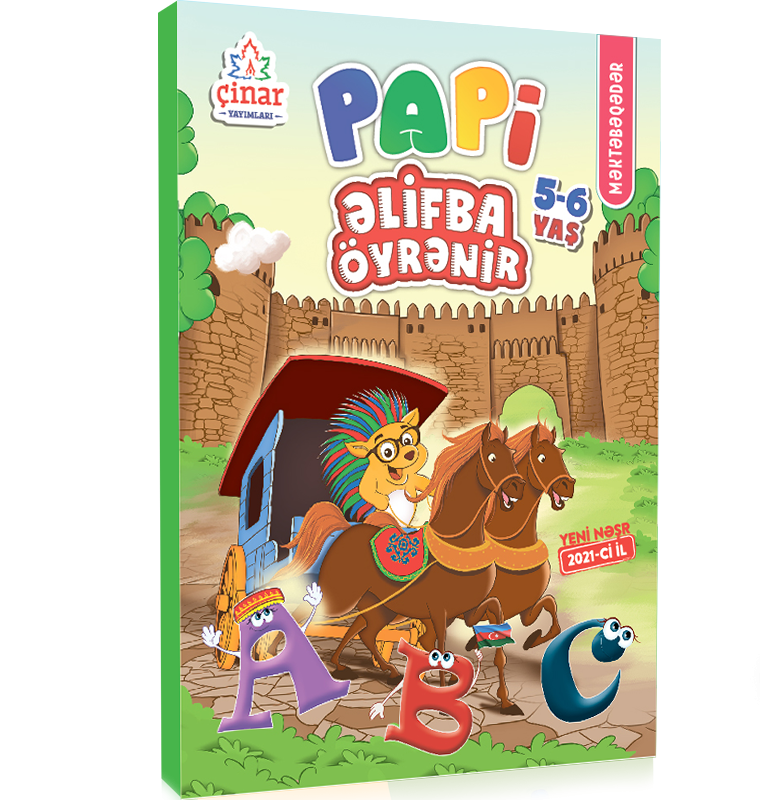 çinar
YAYIMLARI
PAPi
MƏKTƏBƏQƏDƏR
ƏLİFBA
ÖYRƏNİR
5-6
YAŞ
YENİ NƏŞR
2021-Cİ İL
A B C